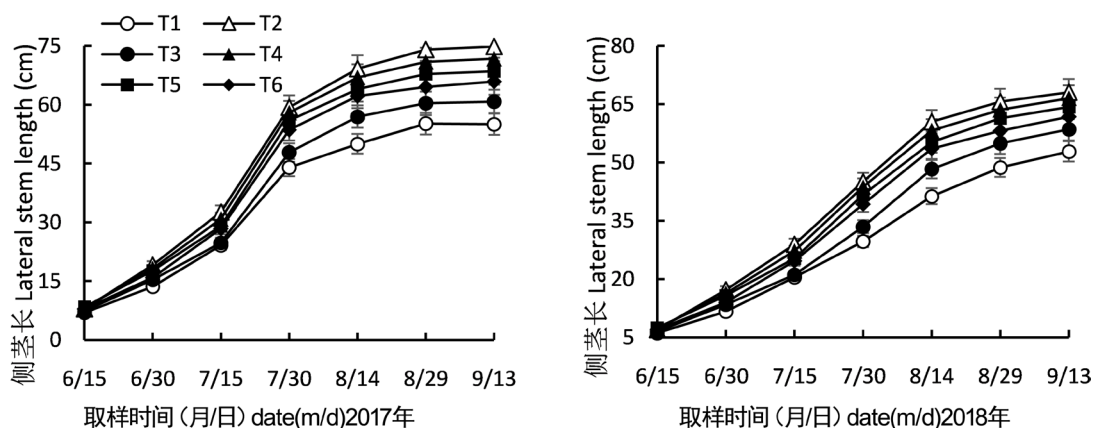 T1 T2
T3 T4
T5 T6
侧茎长 Lateral stem length (cm)
75
60
45
30
15
0
6/15 6/30 7/15 7/30 8/14 8/29 9/13
取样时间（月/日）date(m/d)2017年
侧茎长 Lateral stem length (cm)
80
65
50
35
20
5
6/15 6/30 7/15 7/30 8/14 8/29 9/13
取样时间（月/日）date(m/d)2018年